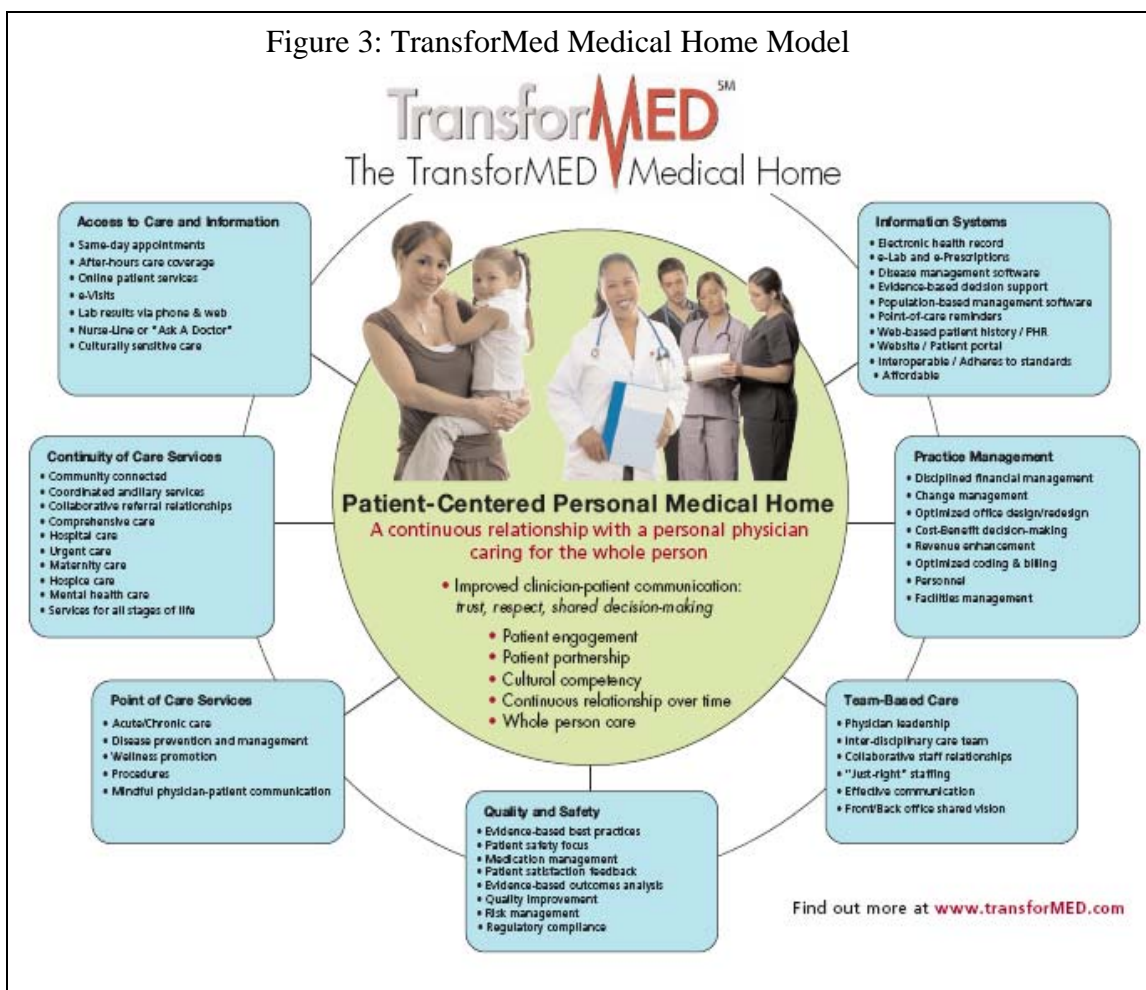 Figure 3: TransforMed Medical Home Model
TransforMED SM
The TransforMED Medical Home
Access to Care and Information
• Same-day appointments
• After-hours care coverage
• Online patient services
• e-Visits
• Lab results via phone & web
• Nurse-Line or "Ask A Doctor"
• Culturally sensitive care
Information Systems
• Electronic health record
• e-Lab and e-Prescriptions
• Disease management software
• Evidence-based decision support
• Population-based management software
• Point-of-care reminders
• Web-based patient history / PHR
• Website / Patient portal
• Interoperable / Adheres to standards
• Affordable
Continuity of Care Services
• Community connected
• Coordinated ancillary services
• Collaborative referral relationships
• Comprehensive care
• Hospital care
• Urgent care
• Maternity care
• Hospice care
• Mental health care
• Services for all stages of life
Patient-Centered Personal Medical Home
A continuous relationship with a personal physician
caring for the whole person
• Improved clinician-patient communication:
trust, respect, shared decision-making
• Patient engagement
• Patient partnership
• Cultural competency
• Continuous relationship over time
• Whole person care
Practice Management
• Disciplined financial management
• Change management
• Optimized office design/redesign
• Cost-Benefit decision-making
• Revenue enhancement
• Optimized coding & billing
• Personnel
• Facilities management
Point of Care Services
• Acute/Chronic care
• Disease prevention and management
• Wellness promotion
• Procedures
• Mindful physician-patient communication
Team-Based Care
• Physician leadership
• Inter-disciplinary care team
• Collaborative staff relationships
• "Just-right" staffing
• Effective communication
• Front/Back office shared vision
Quality and Safety
• Evidence-based best practices
• Patient safety focus
• Medication management
• Patient satisfaction feedback
• Evidence-based outcomes analysis
• Quality improvement
• Risk management
• Regulatory compliance
Find out more at www.transforMED.com